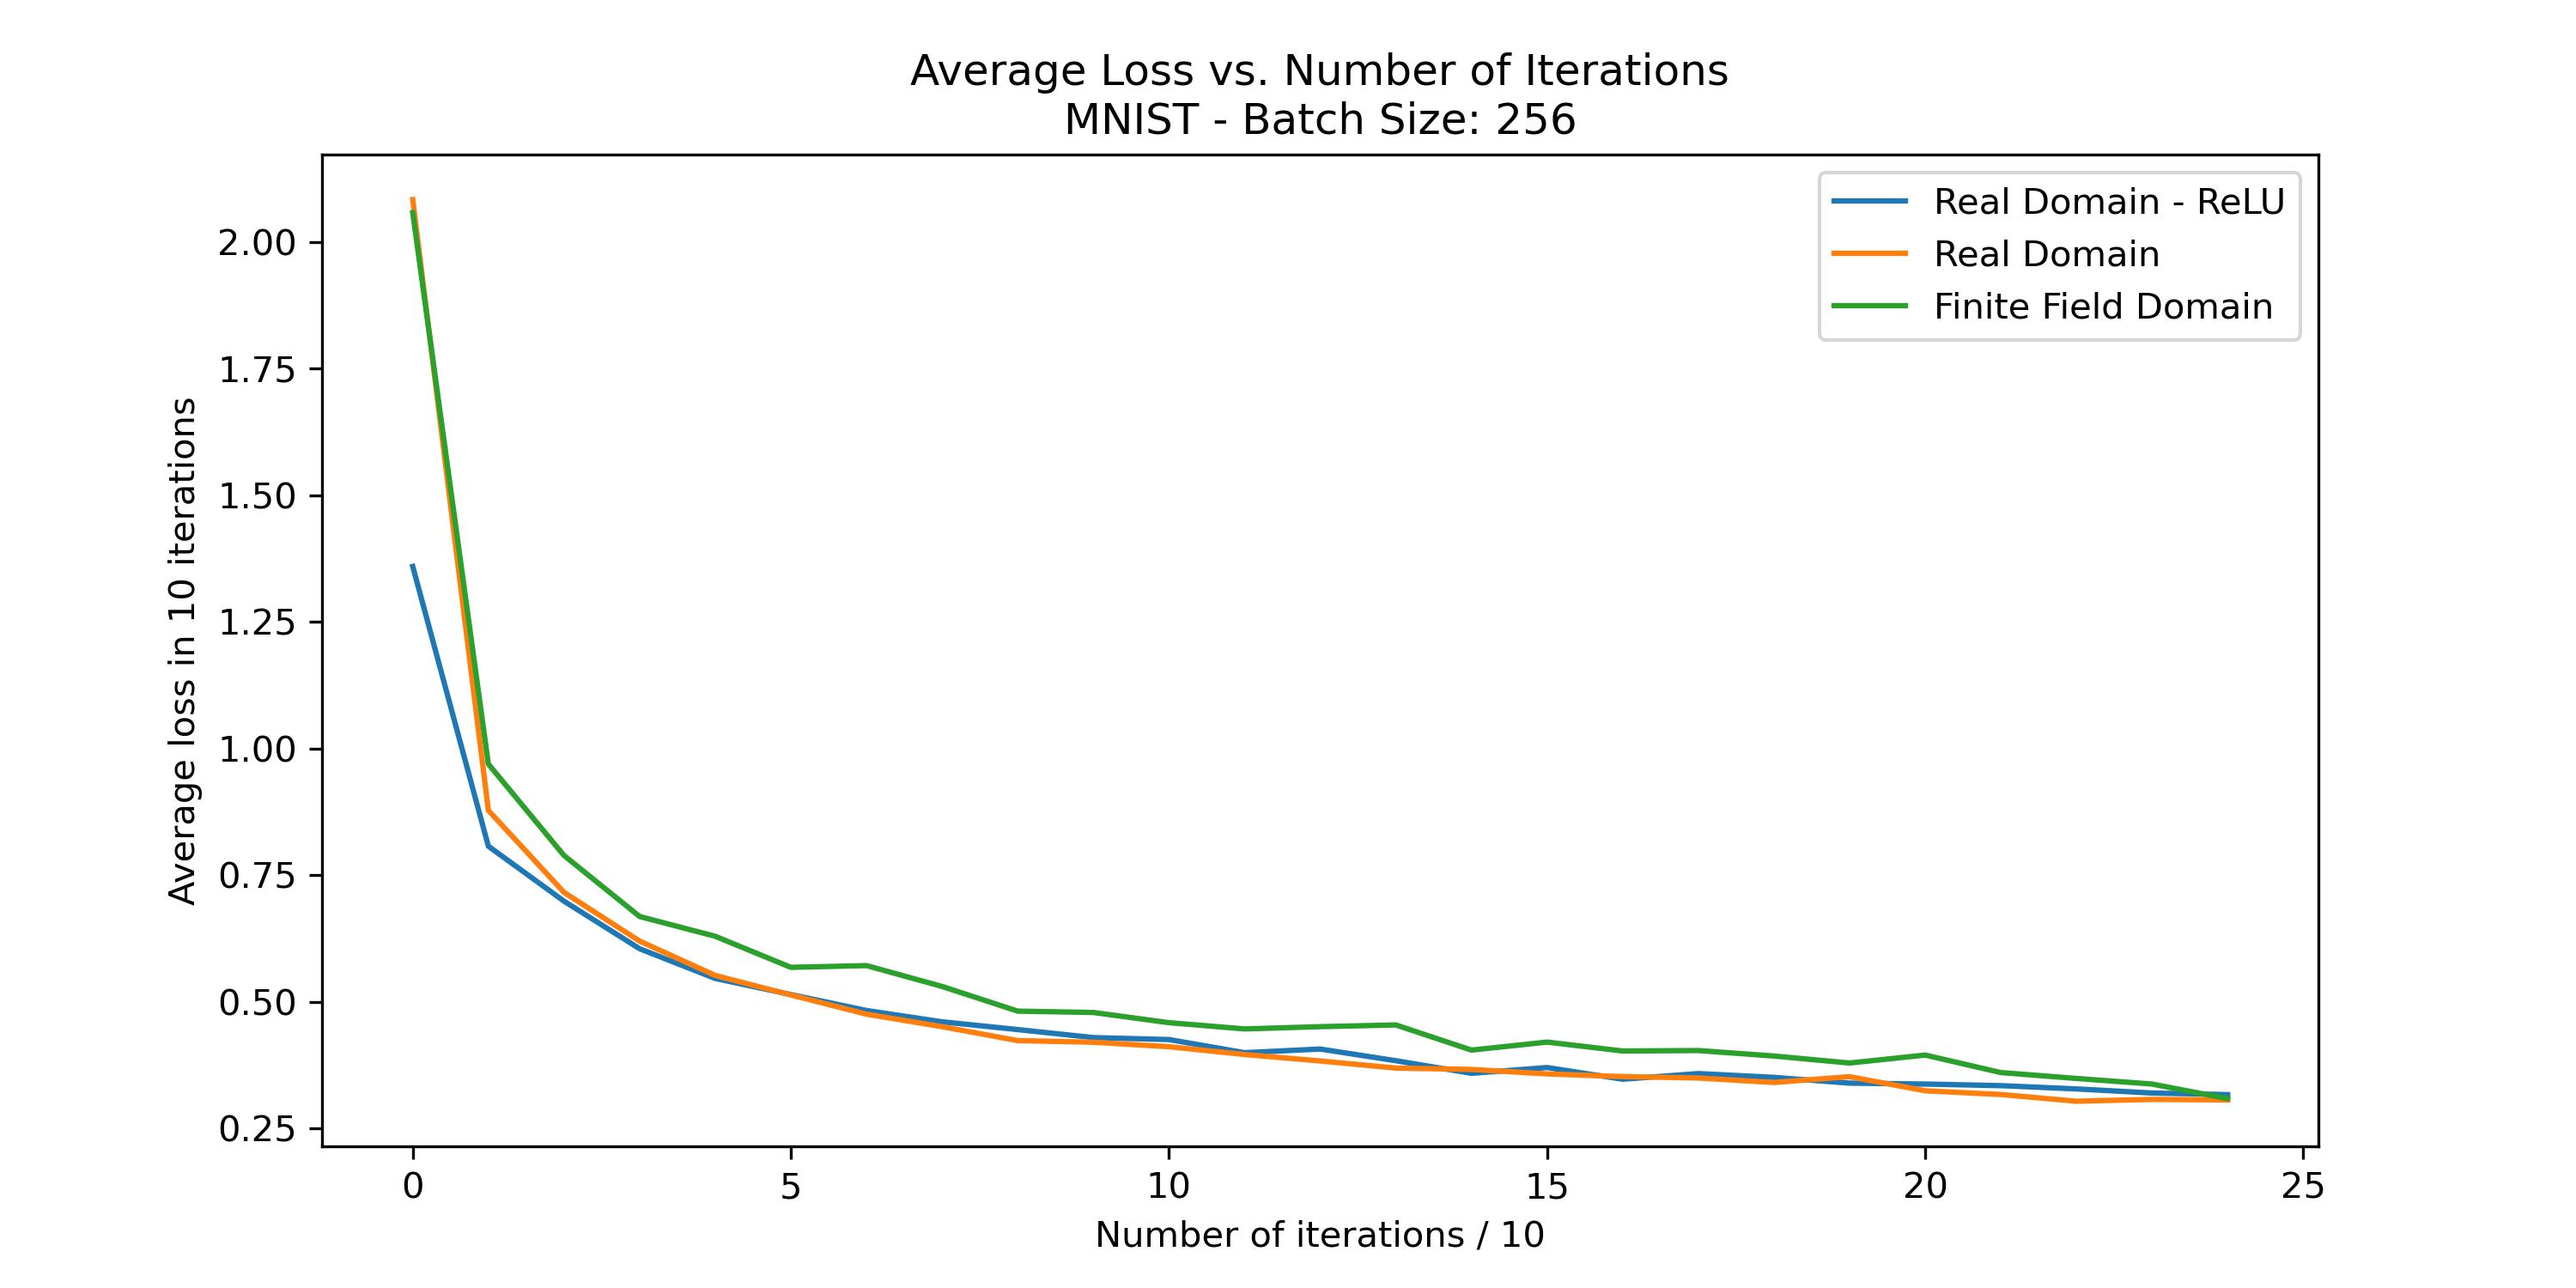 Average Loss vs. Number of Iterations
MNIST - Batch Size: 256
Real Domain - ReLU
Real Domain
Finite Field Domain
Average loss in 10 iterations
2.00
1.75
1.50
1.25
1.00
0.75
0.50
0.25
0 5 10 15 20 25
Number of iterations / 10